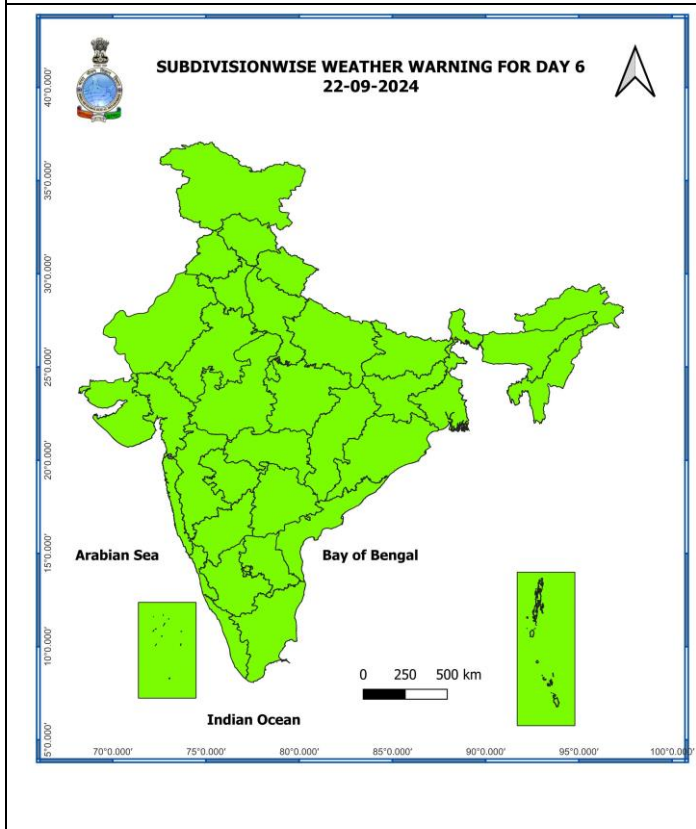 SUBDIVISIONWISE WEATHER WARNING FOR DAY 6
22-09-2024
40°0.000'
35°0.000'
30°0.000'
25°0.000'
20°0.000'
15°0.000'
10°0.000'
5°0.000'
Arabian Sea
Bay of Bengal
0 250 500 km
Indian Ocean
70°0.000' 75°0.000' 80°0.000' 85°0.000' 90°0.000' 95°0.000' 100°0.000'